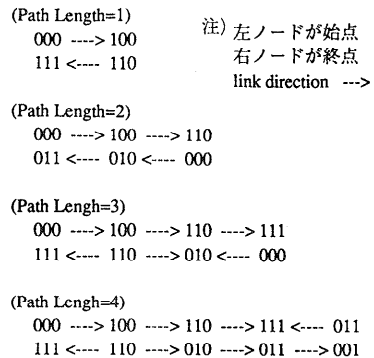 (Path Length=1)
000 ----> 100
111 <---- 110
注) 左ノードが始点
右ノードが終点
link direction --->
(Path Length=2)
000 ----> 100 ----> 110
011 <---- 010 <---- 000
(Path Lengh=3)
000 ----> 100 ----> 110 ----> 111
111 <---- 110 ----> 010 <---- 000
(Path Lengh=4)
000 ----> 100 ----> 110 ----> 111 <---- 011
111 <---- 110 ----> 010 ----> 011 ----> 001